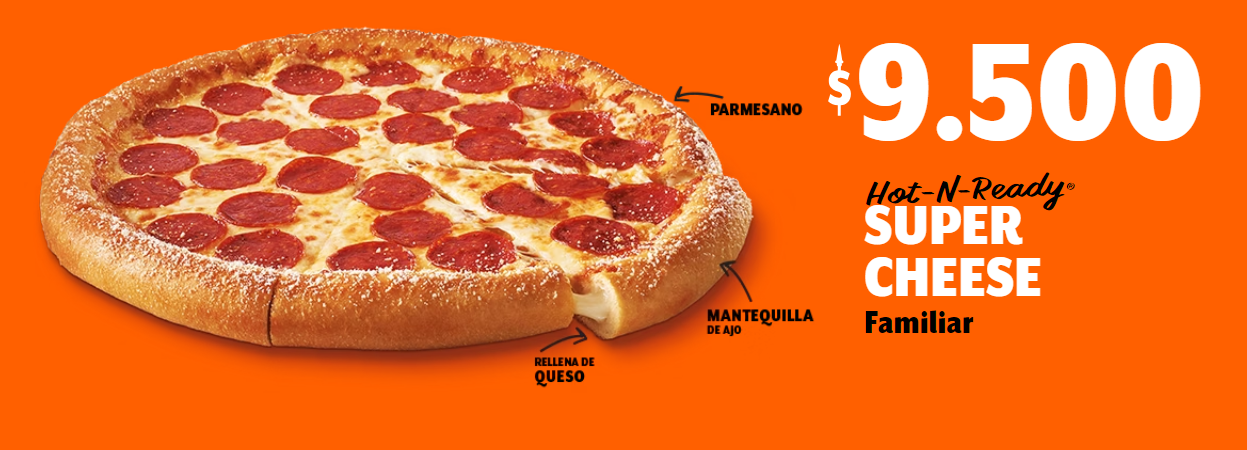 PARMESANO
MANTEQUILLA
DE AJO
RELLENA DE
QUESO
$9.500
Hot-N-Ready®
SUPER
CHEESE
Familiar